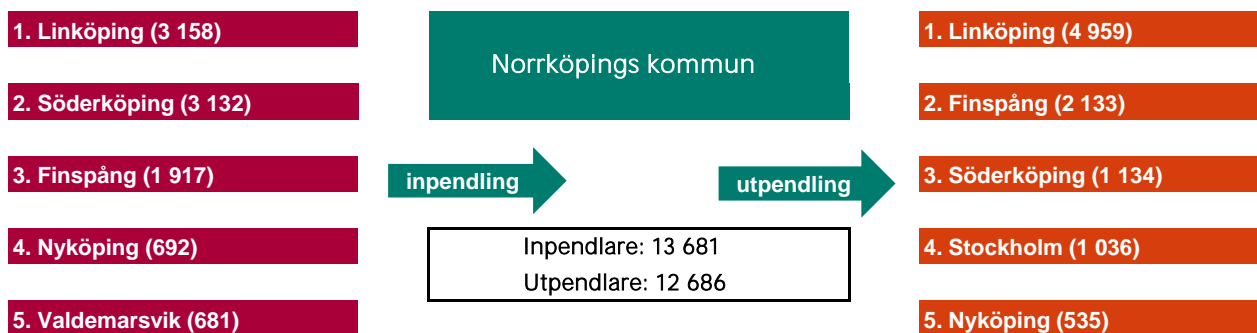 1. Linköping (3 158)
2. Söderköping (3 132)
3. Finspång (1 917)
4. Nyköping (692)
5. Valdemarsvik (681)
Norrköpings kommun
inpendling
utpendling
Inpendlare: 13 681
Utpendlare: 12 686
1. Linköping (4 959)
2. Finspång (2 133)
3. Söderköping (1 134)
4. Stockholm (1 036)
5. Nyköping (535)